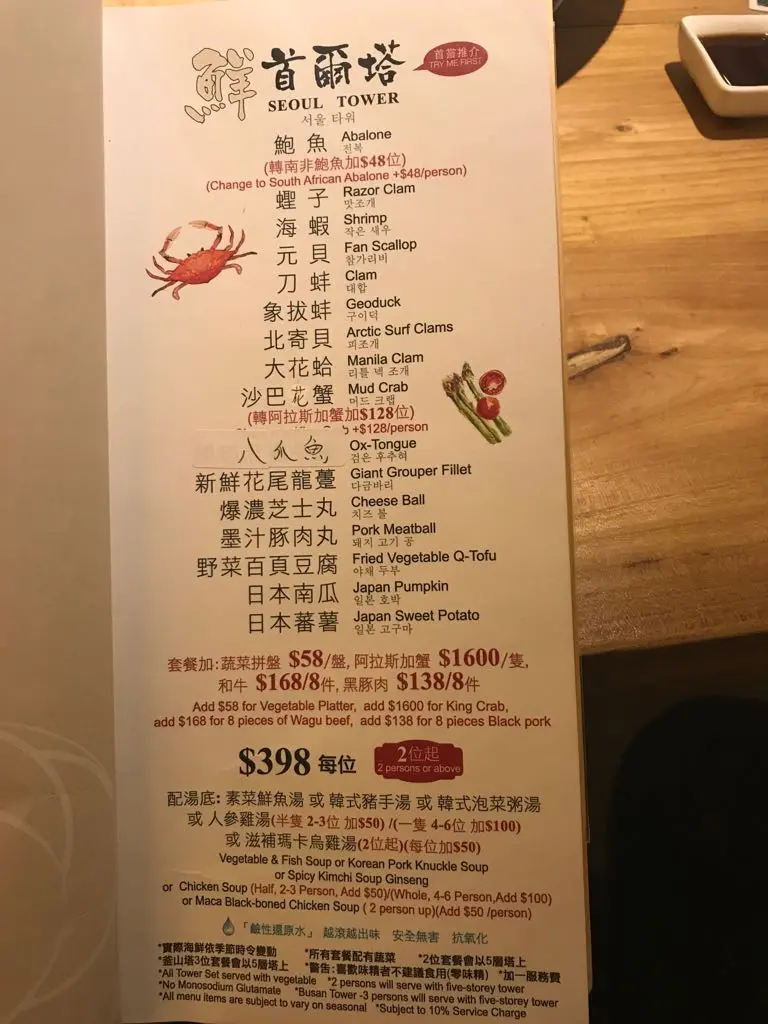 鮮 首爾塔
首嘗推介
TRY ME FIRST
SEOUL TOWER
서울 타워
鮑魚 Abalone
전복
(轉南非鮑魚加$48位)
(Change to South African Abalone +$48/person)
蟶子 Razor Clam
맛조개
海蝦 Shrimp
작은 새우
元貝 Fan Scallop
참가리비
刀蚌 Clam
대합
象拔蚌 Geoduck
구이덕
北寄貝 Arctic Surf Clams
피조개
大花蛤 Manila Clam
리틀 넥 조개
沙巴花蟹 Mud Crab
머드 크랩
(轉阿拉斯加蟹加$128位)
+$128/person
八爪魚 Ox-Tongue
검은 후추혀
新鮮花尾龍躉 Giant Grouper Fillet
다금바리
爆濃芝士丸 Cheese Ball
치즈 볼
墨汁豚肉丸 Pork Meatball
돼지 고기 공
野菜百頁豆腐 Fried Vegetable Q-Tofu
야채 두부
日本南瓜 Japan Pumpkin
일본 호박
日本蕃薯 Japan Sweet Potato
일본 고구마
套餐加:蔬菜拼盤 $58/盤, 阿拉斯加蟹 $1600/隻,
和牛 $168/8件, 黑豚肉 $138/8件
Add $58 for Vegetable Platter, add $1600 for King Crab,
add $168 for 8 pieces of Wagu beef, add $138 for 8 pieces Black pork
$398 每位
2位起
2 persons or above
配湯底: 素菜鮮魚湯 或 韓式豬手湯 或 韓式泡菜粥湯
或 人參雞湯(半隻 2-3位 加$50) /(一隻 4-6位 加$100)
或 滋補瑪卡烏雞湯(2位起)(每位加$50)
Vegetable & Fish Soup or Korean Pork Knuckle Soup
or Spicy Kimchi Soup Ginseng
or Chicken Soup (Half, 2-3 Person, Add $50)/(Whole, 4-6 Person,Add $100)
or Maca Black-boned Chicken Soup ( 2 person up)(Add $50 /person)
「鹼性還原水」 越滾越出味 安全無害 抗氧化
*實際海鮮依季節時令變動 *所有套餐配有蔬菜 *2位套餐會以5層塔上
*釜山塔3位套餐會以5層塔上 *警告:喜歡味精者不建議食用(零味精) *加一服務費
*All Tower Set served with vegetable *2 persons will serve with five-storey tower
*No Monosodium Glutamate *Busan Tower -3 persons will serve with five-storey tower
*All menu items are subject to vary on seasonal *Subject to 10% Service Charge